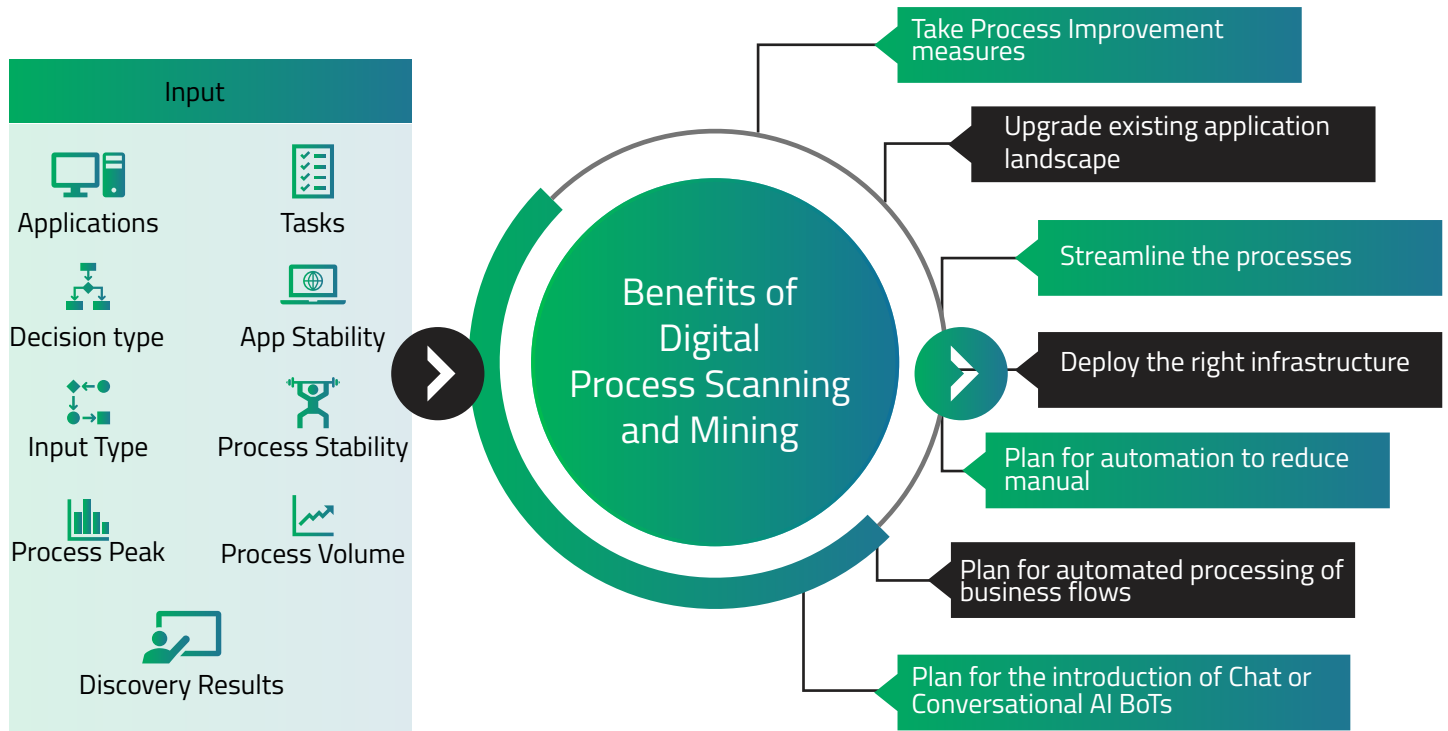 Input
Applications
Tasks
Decision type
App Stability
Input Type
Process Stability
Process Peak
Process Volume
Discovery Results
Benefits of
Digital
Process Scanning
and Mining
Take Process Improvement
measures
Upgrade existing application
landscape
Streamline the processes
Deploy the right infrastructure
Plan for automation to reduce
manual
Plan for automated processing of
business flows
Plan for the introduction of Chat or
Conversational AI BoTs